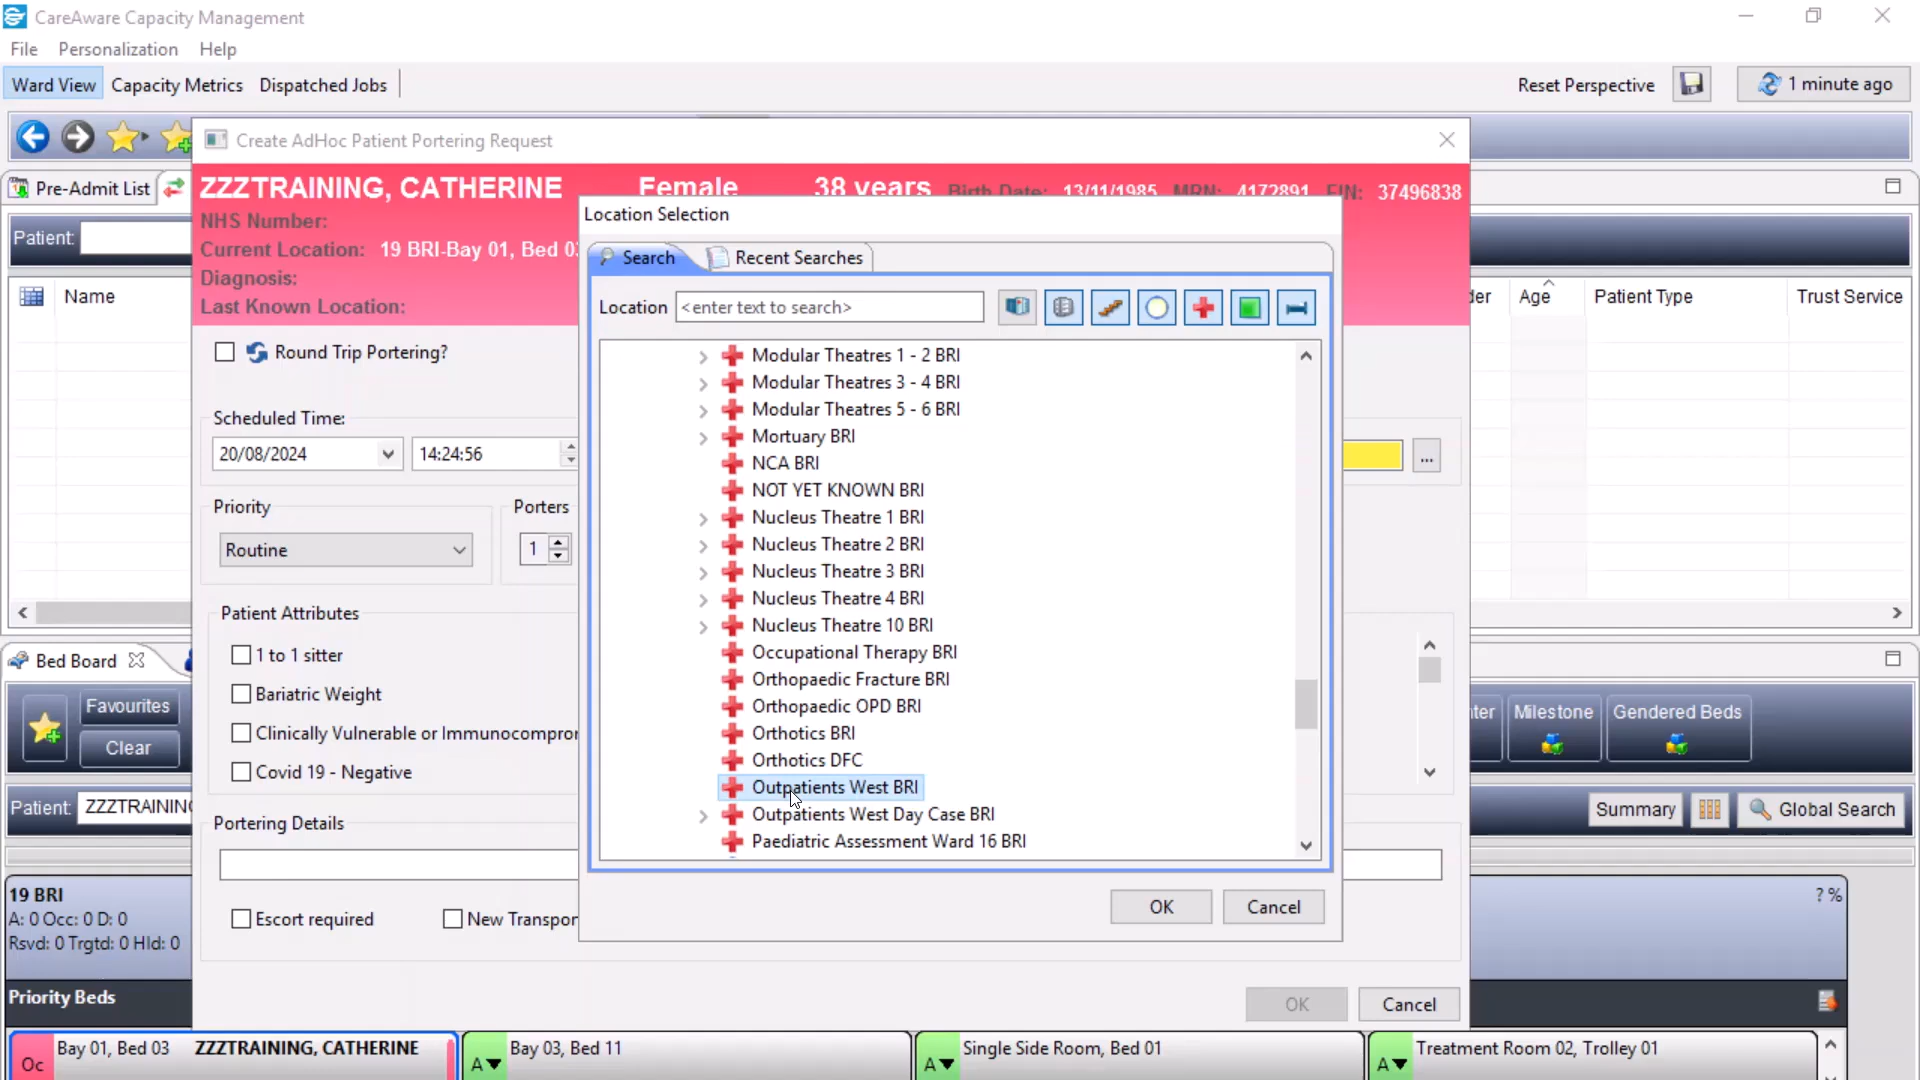 CareAware Capacity Management
File Personalization Help
Ward View Capacity Metrics Dispatched Jobs
Reset Perspective 1 minute ago
Create AdHoc Patient Portering Request
Pre-Admit List
ZZZTRAINING, CATHERINE Female 38 years Birth Date: 13/11/1985 MRN: 4172891 FIN: 37496838
NHS Number:
Current Location: 19 BRI-Bay 01, Bed 03
Diagnosis:
Last Known Location:
Patient:
Name
Age Patient Type Trust Service
Location Selection
Search Recent Searches
Location <enter text to search>
Modular Theatres 1 - 2 BRI
Modular Theatres 3 - 4 BRI
Modular Theatres 5 - 6 BRI
Mortuary BRI
NCA BRI
NOT YET KNOWN BRI
Nucleus Theatre 1 BRI
Nucleus Theatre 2 BRI
Nucleus Theatre 3 BRI
Nucleus Theatre 4 BRI
Nucleus Theatre 10 BRI
Occupational Therapy BRI
Orthopaedic Fracture BRI
Orthopaedic OPD BRI
Orthotics BRI
Orthotics DFC
Outpatients West BRI
Outpatients West Day Case BRI
Paediatric Assessment Ward 16 BRI
OK Cancel
Round Trip Portering?
Scheduled Time:
20/08/2024 14:24:56
...
Priority Porters
Routine 1
Patient Attributes
1 to 1 sitter
Bariatric Weight
Clinically Vulnerable or Immunocompror
Covid 19 - Negative
Portering Details
Escort required New Transpor
OK Cancel
Bed Board
Favourites
Clear
Milestone Gendered Beds
Patient: ZZZTRAINING
Summary Global Search
19 BRI ? %
A: 0 Occ: 0 D: 0
Rsvd: 0 Trgtd: 0 Hld: 0
Priority Beds
Oc Bay 01, Bed 03 ZZZTRAINING, CATHERINE
A Bay 03, Bed 11
A Single Side Room, Bed 01
A Treatment Room 02, Trolley 01